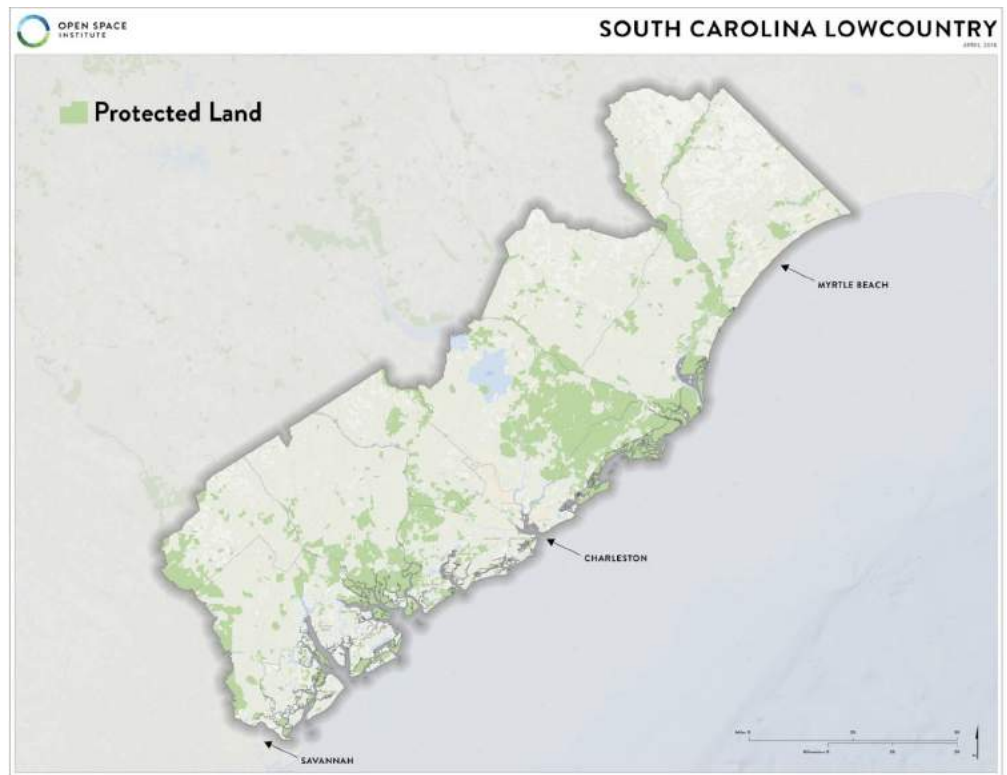 OPEN SPACE
INSTITUTE
SOUTH CAROLINA LOWCOUNTRY
Protected Land
MYRTLE BEACH
CHARLESTON
SAVANNAH